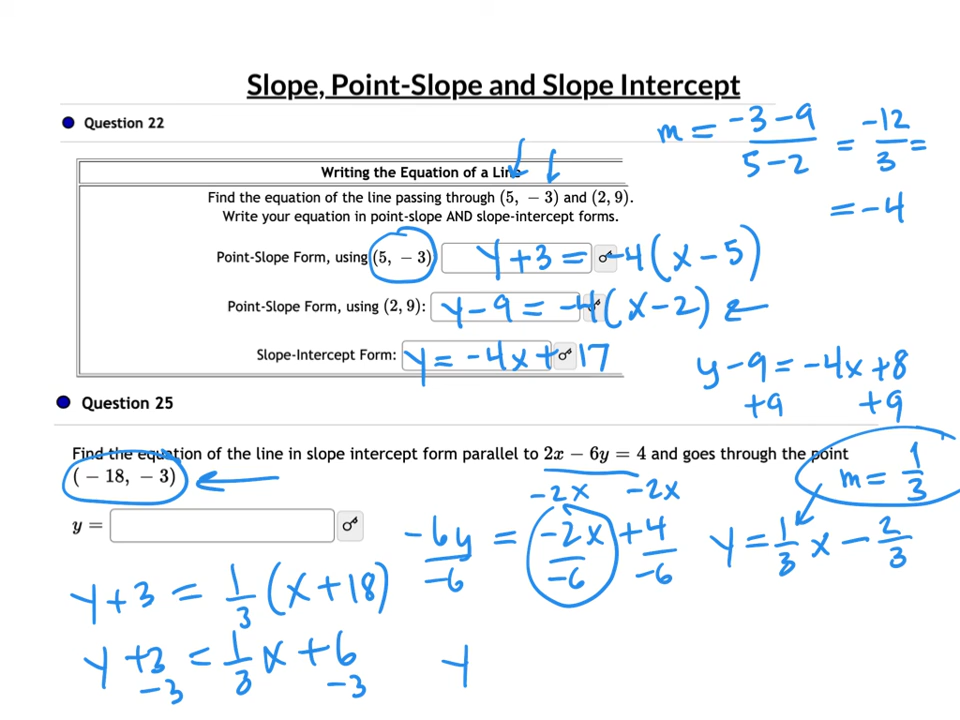 Slope, Point-Slope and Slope Intercept
Question 22
m = (-3-9)/(5-2) = -12/3 =
= -4
Writing the Equation of a Line
Find the equation of the line passing through (5, − 3) and (2, 9).
Write your equation in point-slope AND slope-intercept forms.
Point-Slope Form, using (5, − 3) y+3 = -4(x-5)
Point-Slope Form, using (2, 9): y-9 = -4(x-2)
Slope-Intercept Form: y = -4x+17
y-9 = -4x+8
+9 +9
Question 25
Find the equation of the line in slope intercept form parallel to 2x − 6y = 4 and goes through the point
( − 18, − 3)
-2x -2x
m = 1/3
y =
-6y/-6 = -2x/-6 + 4/-6
y = 1/3 x - 2/3
y+3 = 1/3 (x+18)
y+3 = 1/3 x +6
-3 -3
y